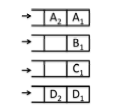 A₂ A₁
B₁
C₁
D₂ D₁